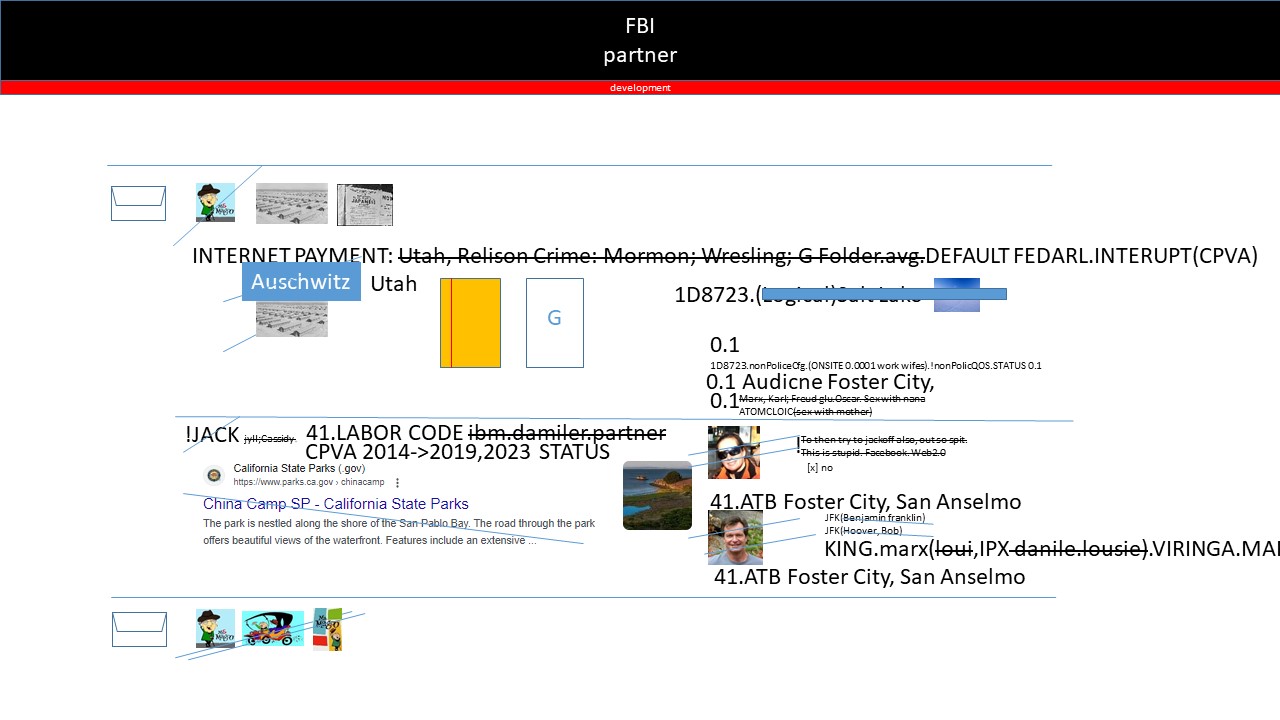 FBI
partner
development
INTERNET PAYMENT: Utah, Relison Crime: Mormon; Wresling; G Folder.avg.DEFAULT FEDARL.INTERUPT(CPVA)
Auschwitz
Utah
G
1D8723.(Logical)Salt Lake
0.1
1D8723.nonPoliceCfg.(ONSITE 0.0001 work wifes).!nonPolicQOS.STATUS 0.1
0.1 Audicne Foster City,
0.1
Marx, Karl; Freud glu.Oscar. Sex with nana
ATOMCLOIC(sex with mother)
!JACK jyll;Cassidy.
41.LABOR CODE ibm.damiler.partner
CPVA 2014->2019,2023 STATUS
California State Parks (.gov)
https://www.parks.ca.gov › chinacamp
China Camp SP - California State Parks
The park is nestled along the shore of the San Pablo Bay. The road through the park
offers beautiful views of the waterfront. Features include an extensive ...
!To then try to jackoff also, out so spit.
This is stupid. Facebook. Web2.0
[x] no
41.ATB Foster City, San Anselmo
JFK(Benjamin franklin)
JFK(Hoover, Bob)
KING.marx(loui,IPX danile.lousie).VIRINGA.MAI
41.ATB Foster City, San Anselmo